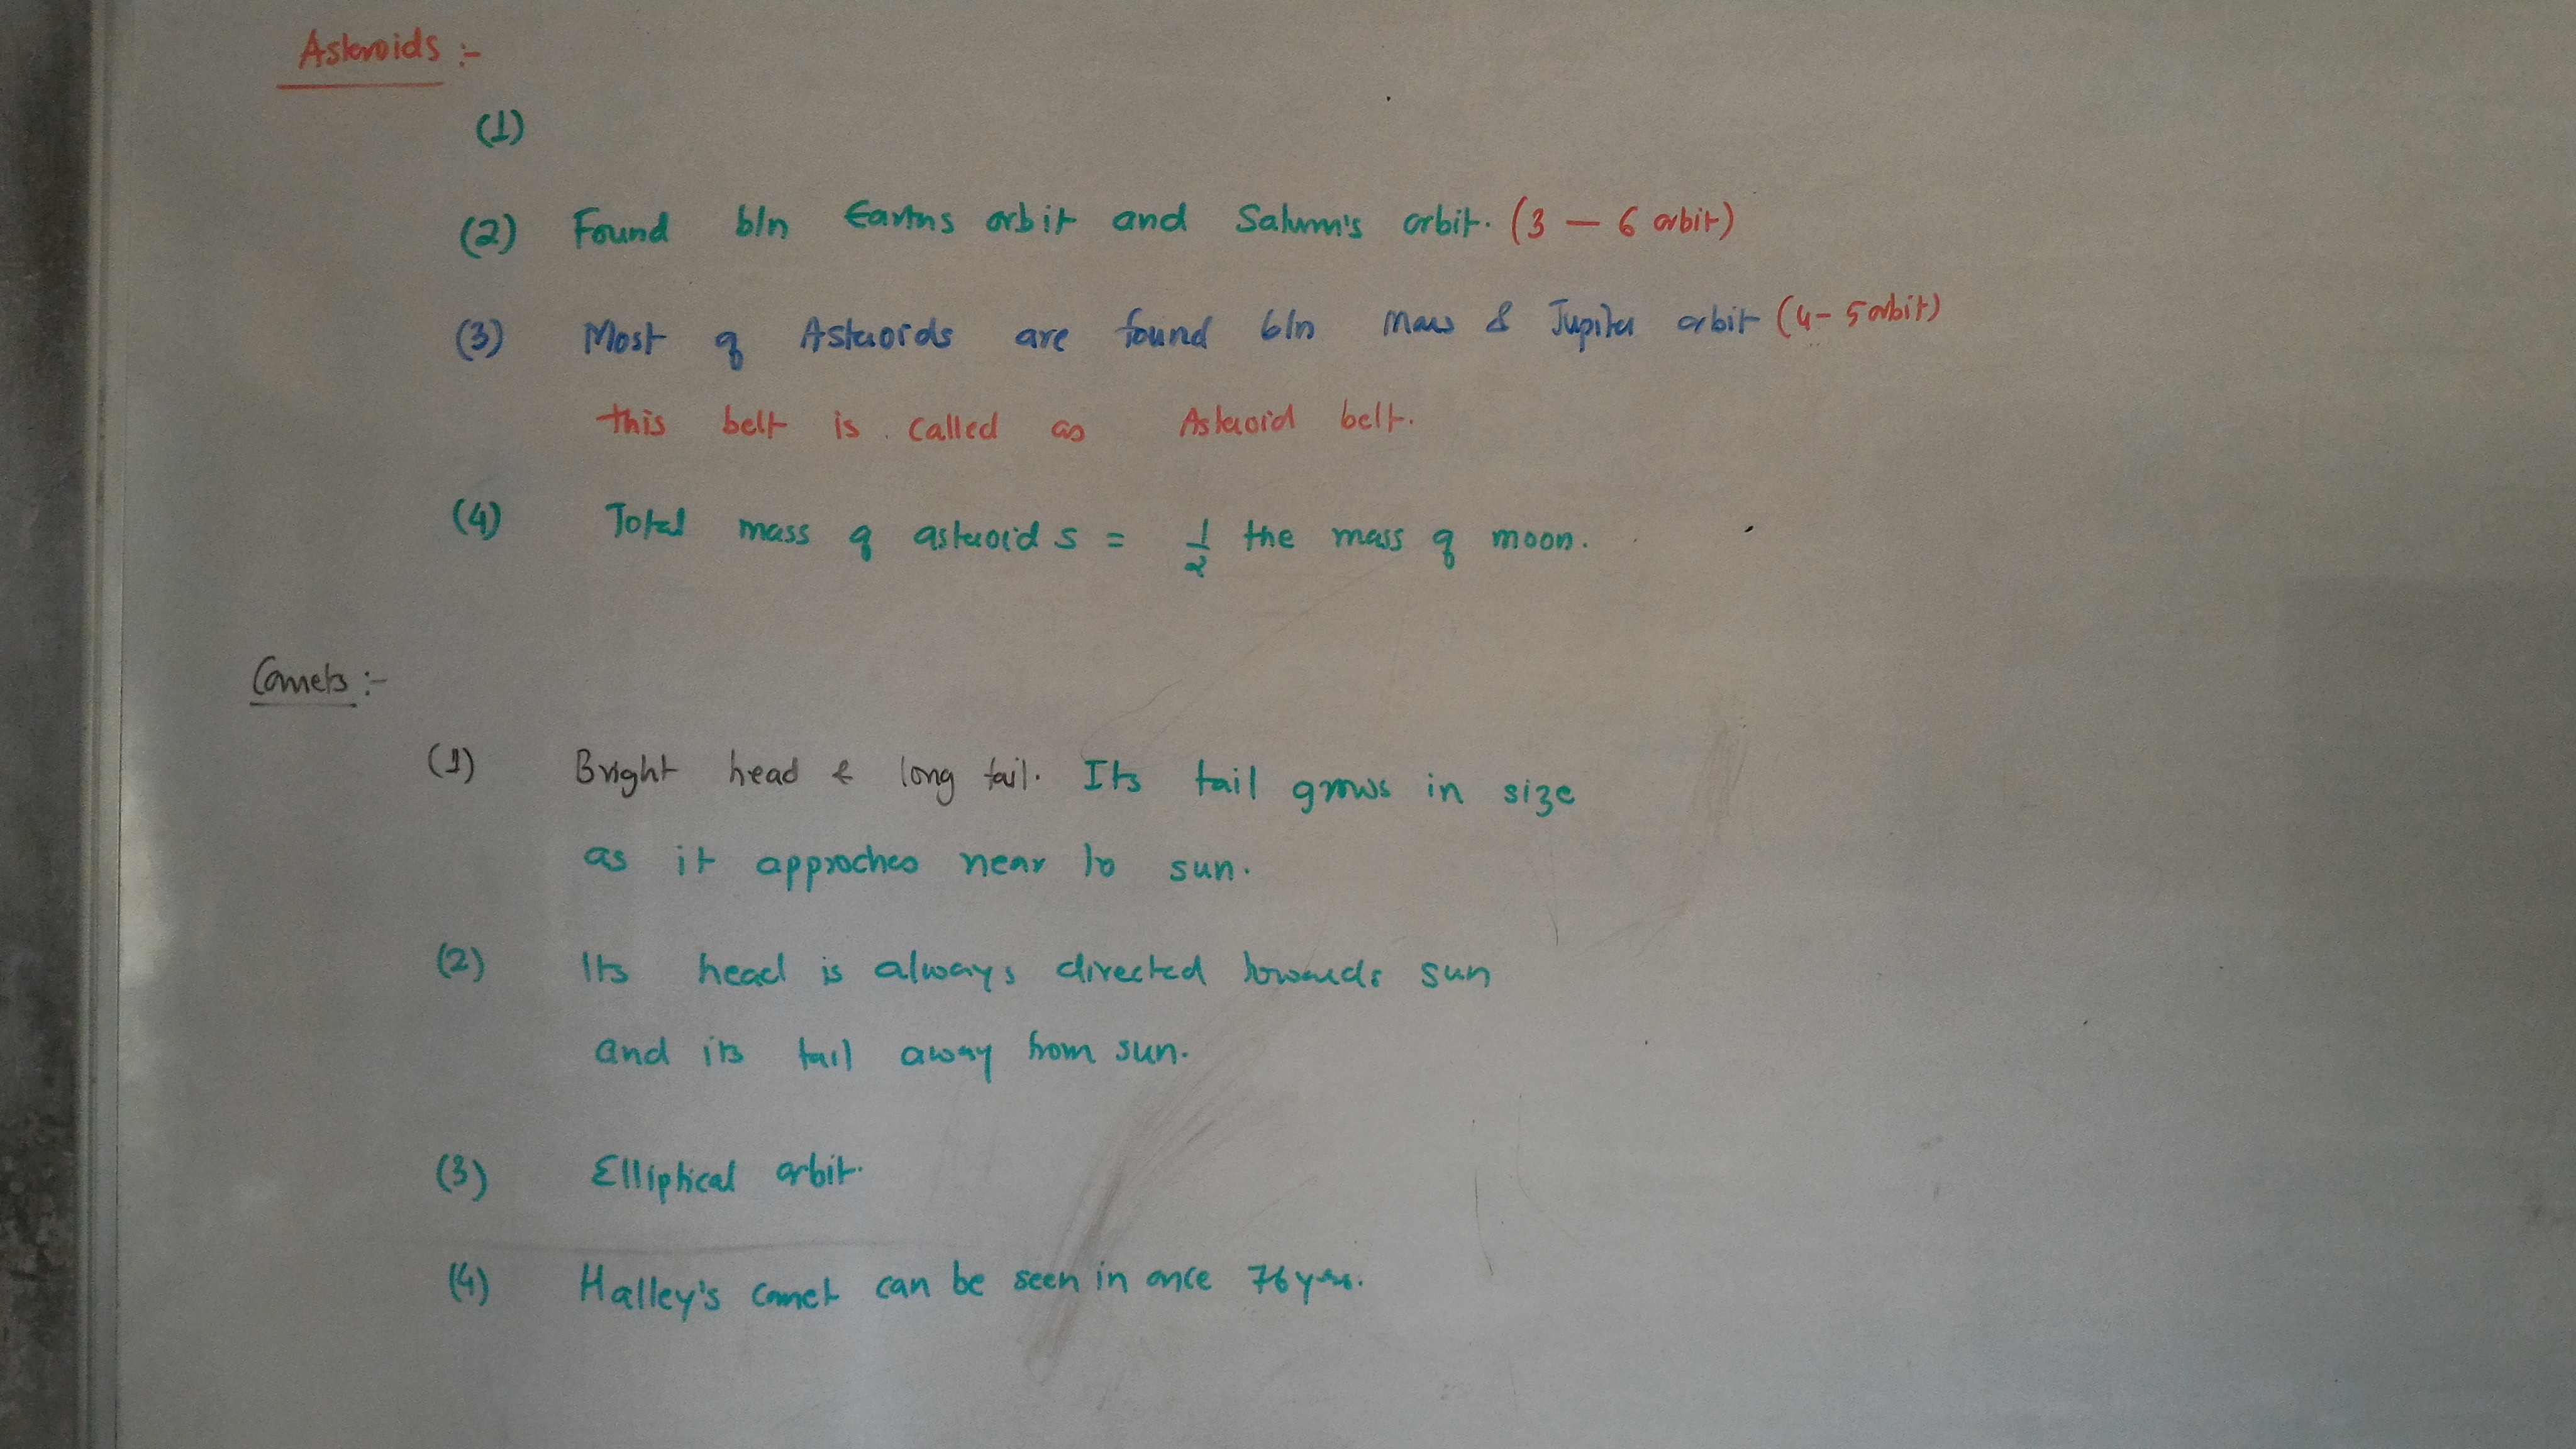 Asteroids :-
(1)
(2) Found b/n Earths orbit and Saturn's orbit. (3 — 6 orbit)
(3) Most of Asteroids are found b/n Mars & Jupiter orbit (4-5 orbit)
this belt is called as Asteroid belt.
(4) Total mass of asteroids = 1/2 the mass of moon.
Comets :-
(1) Bright head & long tail. Its tail grows in size
as it approches near to sun.
(2) Its head is always directed towards sun
and its tail away from sun.
(3) Elliptical orbit.
(4) Halley's comet can be seen in once 76 yrs.